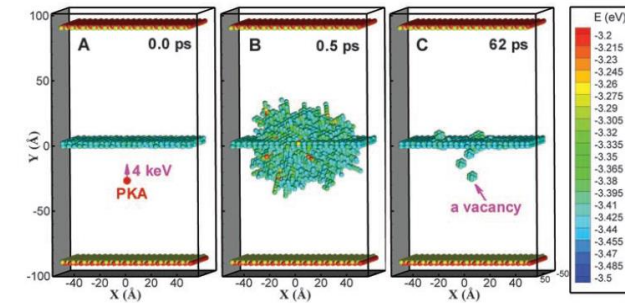 A 0.0 ps
B 0.5 ps
C 62 ps
100
50
0
-50
-100
Y (Å)
4 keV
PKA
a vacancy
-40 -20 0 20 40
X (Å)
-40 -20 0 20 40
X (Å)
-40 -20 0 20 40
X (Å)
50
-50
E (eV)
-3.2
-3.215
-3.23
-3.245
-3.26
-3.275
-3.29
-3.305
-3.32
-3.335
-3.35
-3.365
-3.38
-3.395
-3.41
-3.425
-3.44
-3.455
-3.47
-3.485
-3.5